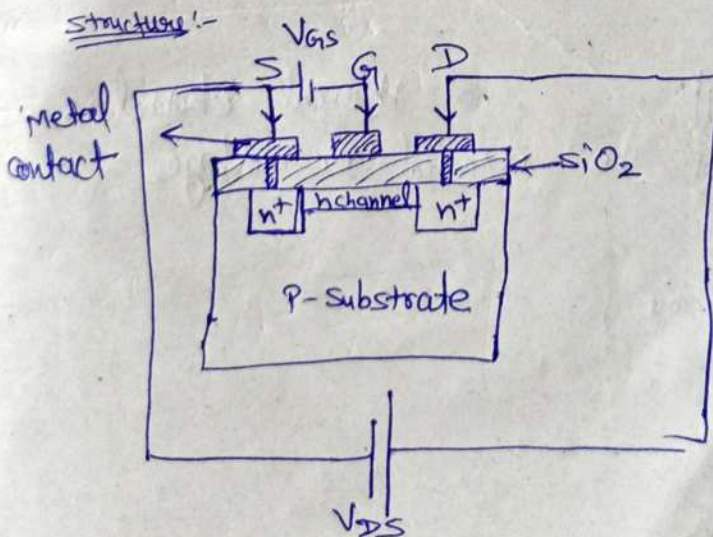 structure:-
VGS
S G D
Metal
contact
SiO2
n+ n channel n+
P-substrate
VDS